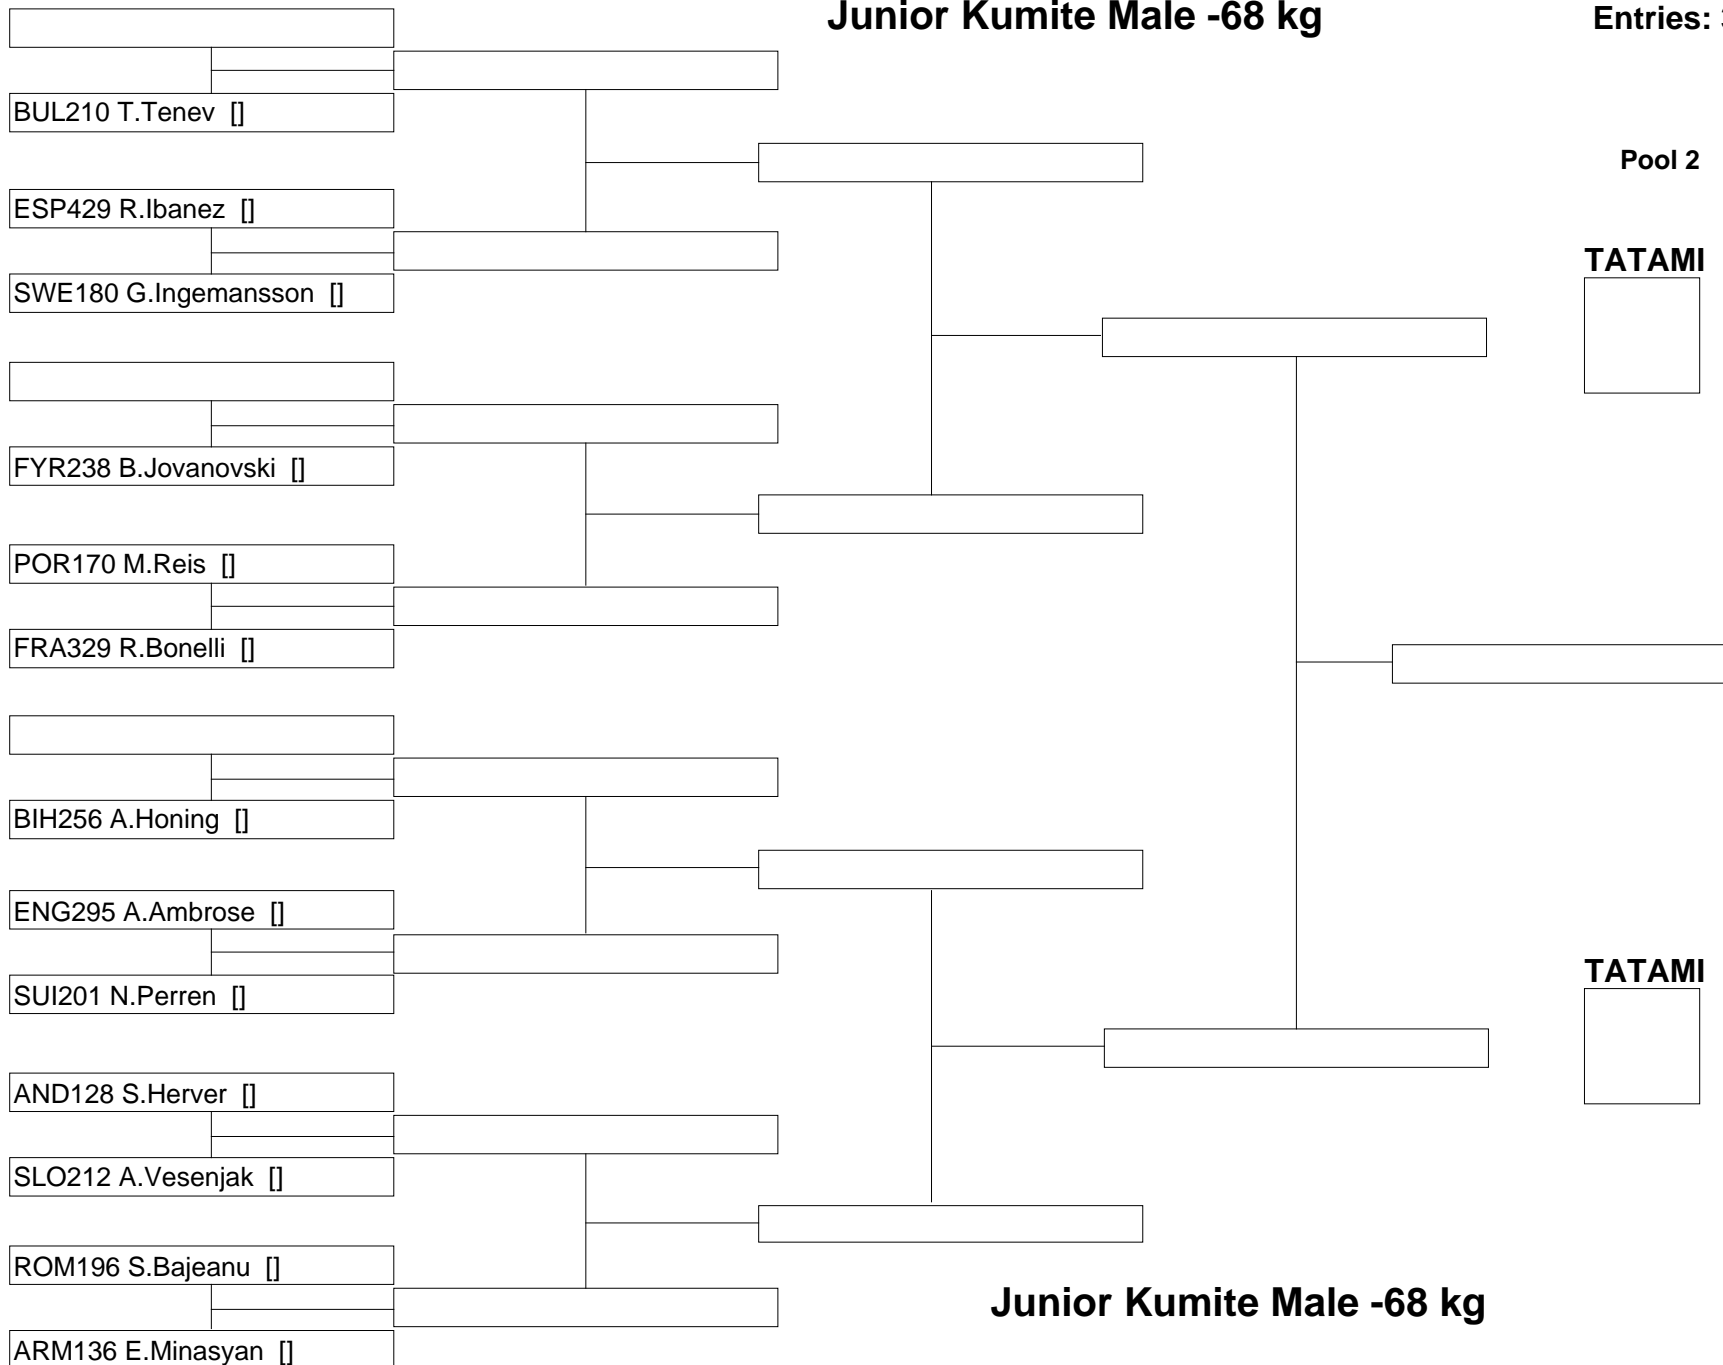 Junior Kumite Male -68 kg
Entries:
BUL210 T.Tenev []
Pool 2
ESP429 R.Ibanez []
TATAMI
SWE180 G.Ingemansson []
FYR238 B.Jovanovski []
POR170 M.Reis []
FRA329 R.Bonelli []
BIH256 A.Honing []
ENG295 A.Ambrose []
TATAMI
SUI201 N.Perren []
AND128 S.Herver []
SLO212 A.Vesenjak []
ROM196 S.Bajeanu []
Junior Kumite Male -68 kg
ARM136 E.Minasyan []